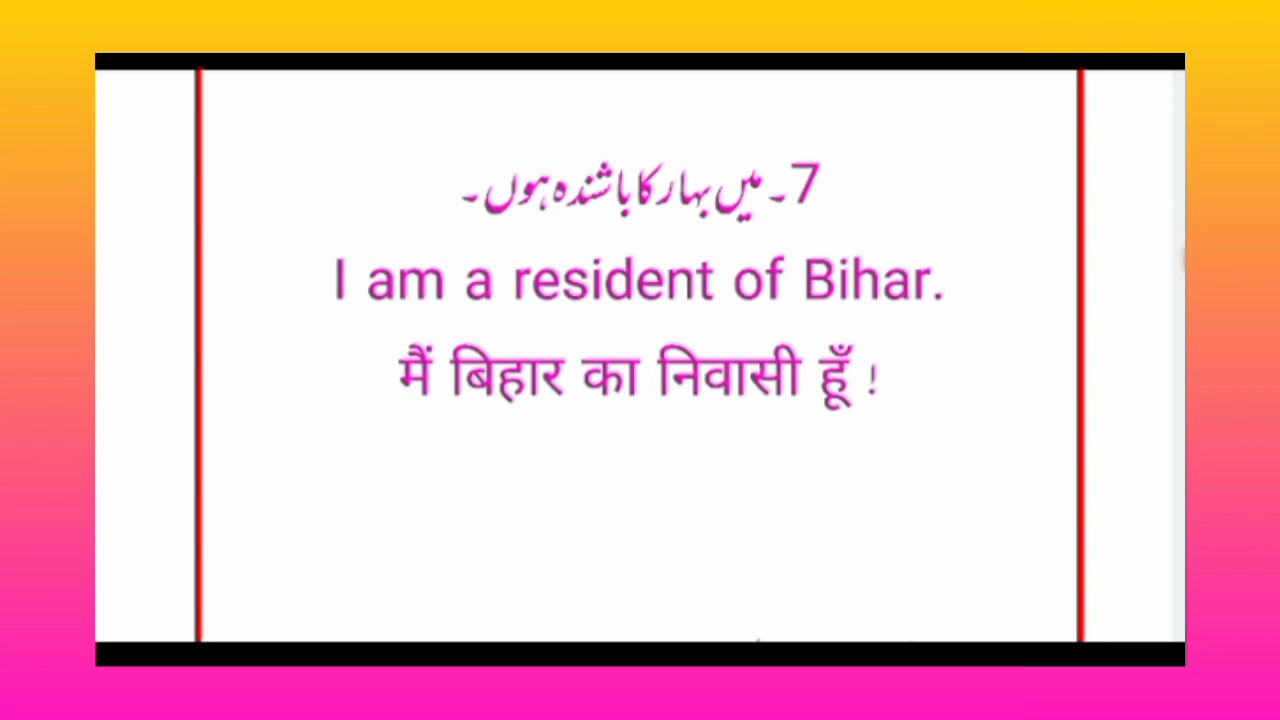 7۔ میں بہار کا باشندہ ہوں۔
I am a resident of Bihar.
मैं बिहार का निवासी हूँ !